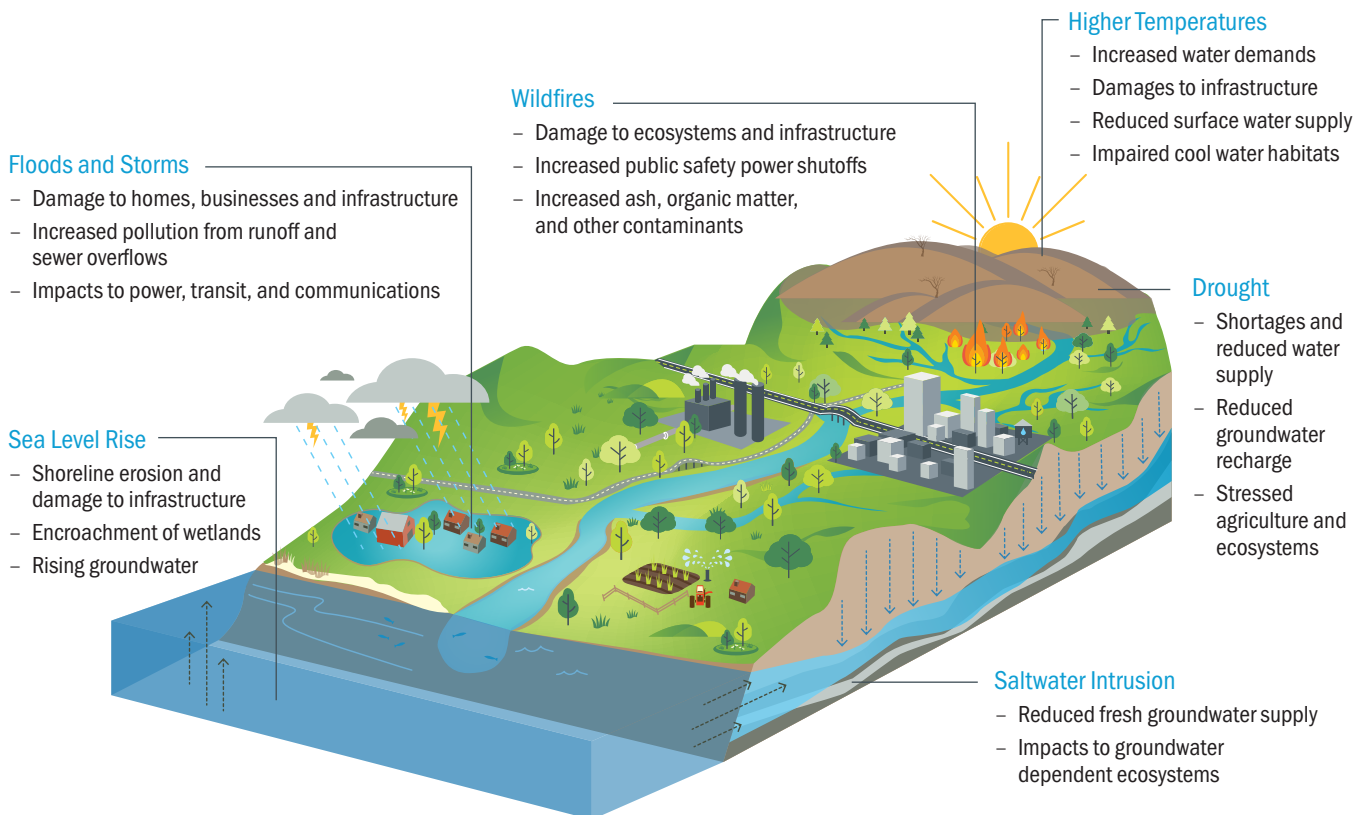 Higher Temperatures
– Increased water demands
– Damages to infrastructure
– Reduced surface water supply
– Impaired cool water habitats
Wildfires
– Damage to ecosystems and infrastructure
– Increased public safety power shutoffs
– Increased ash, organic matter,
and other contaminants
Floods and Storms
– Damage to homes, businesses and infrastructure
– Increased pollution from runoff and
sewer overflows
– Impacts to power, transit, and communications
Drought
– Shortages and
reduced water
supply
– Reduced
groundwater
recharge
– Stressed
agriculture and
ecosystems
Sea Level Rise
– Shoreline erosion and
damage to infrastructure
– Encroachment of wetlands
– Rising groundwater
Saltwater Intrusion
– Reduced fresh groundwater supply
– Impacts to groundwater
dependent ecosystems